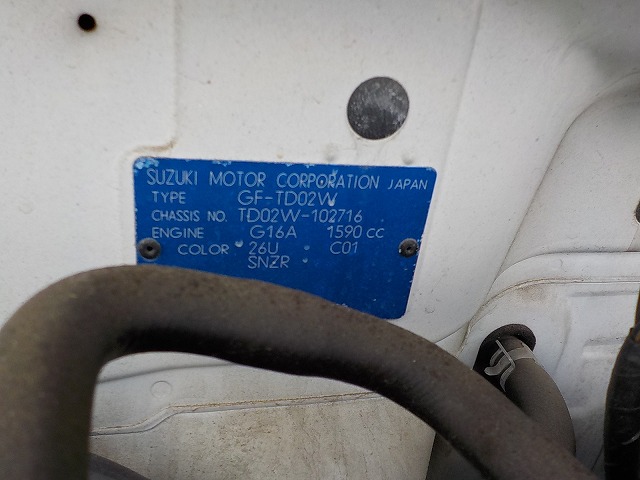 SUZUKI MOTOR CORPORATION JAPAN
TYPE GF-TD02W
CHASSIS NO. TD02W-102716
ENGINE G16A 1590 CC
COLOR 26U C01
SNZR